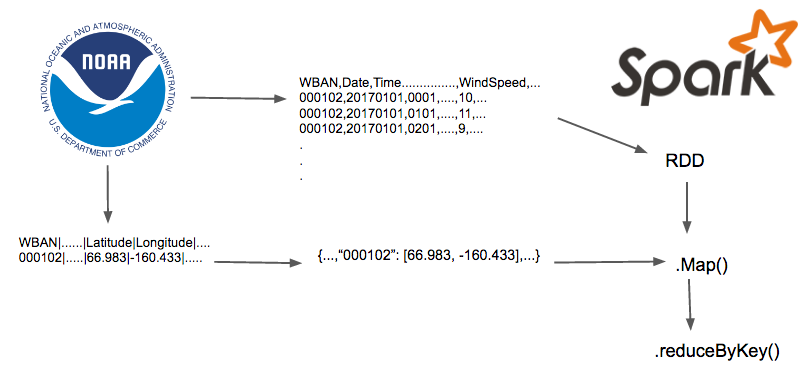 NATIONAL OCEANIC AND ATMOSPHERIC ADMINISTRATION
NOAA
U.S. DEPARTMENT OF COMMERCE
Spark
WBAN,Date,Time..............,WindSpeed,...
000102,20170101,0001,....,10,...
000102,20170101,0101,....,11,...
000102,20170101,0201,....,9,....
.
.
.
RDD
WBAN|......|Latitude|Longitude|....
000102|.....|66.983|-160.433|.....
{...,“000102”: [66.983, -160.433],...}
.Map()
.reduceByKey()